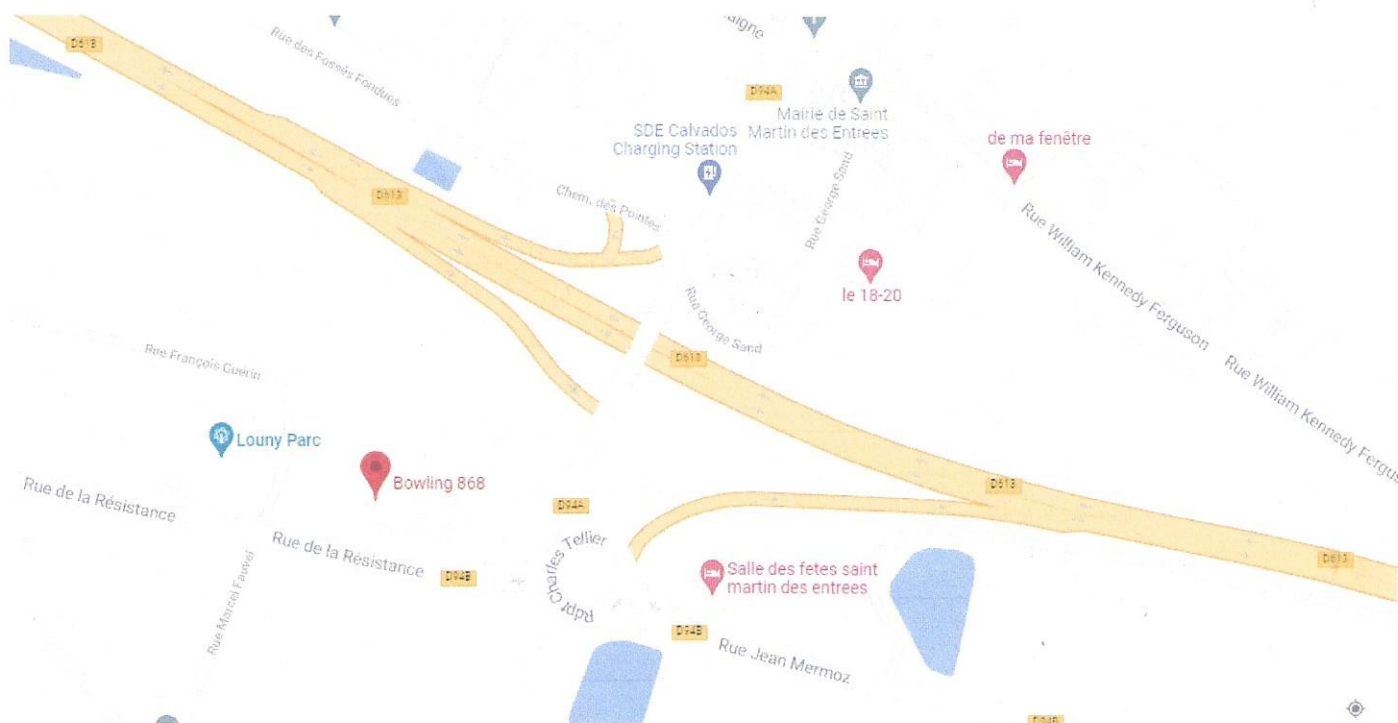 aigne
D613
Rue des Fossés Fondues
D94A
Mairie de Saint
Martin des Entrees
SDE Calvados
Charging Station
de ma fenêtre
D613
Chem. des Pointes
Rue George Sand
Rue William Kennedy Ferguson
le 18-20
Rue George Sand
Rue François Guerin
D613
Rue William Kennedy Fergus
Louny Parc
Bowling 868
Rue de la Résistance
D613
D94A
Rue de la Résistance
Rdpt Charles Tellier
D613
D94B
Salle des fetes saint
martin des entrees
Rue Marcel Fauvel
D94B
Rue Jean Mermoz
D94B